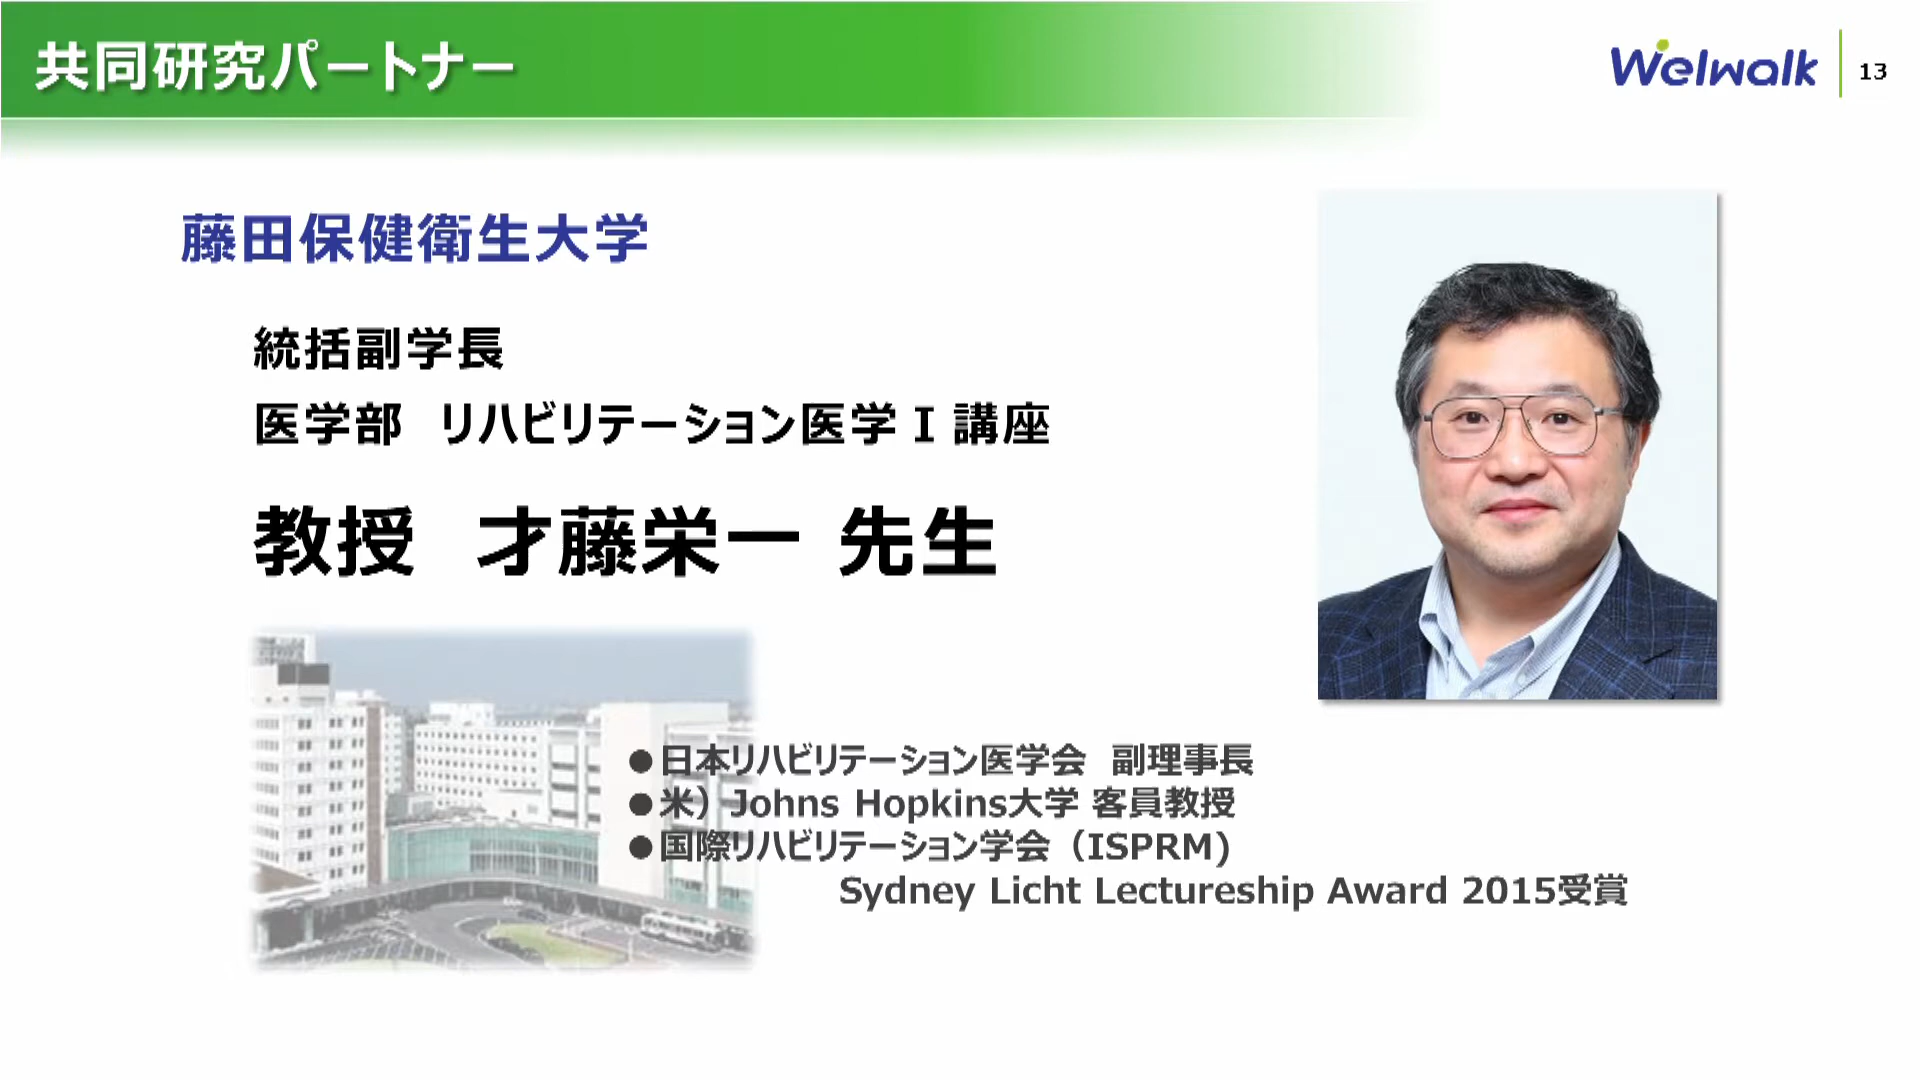 共同研究パートナー
Welwalk
13
藤田保健衛生大学
統括副学長
医学部 リハビリテーション医学 I 講座
教授 才藤栄一 先生
●日本リハビリテーション医学会 副理事長
●米）Johns Hopkins大学 客員教授
●国際リハビリテーション学会（ISPRM)
Sydney Licht Lectureship Award 2015受賞